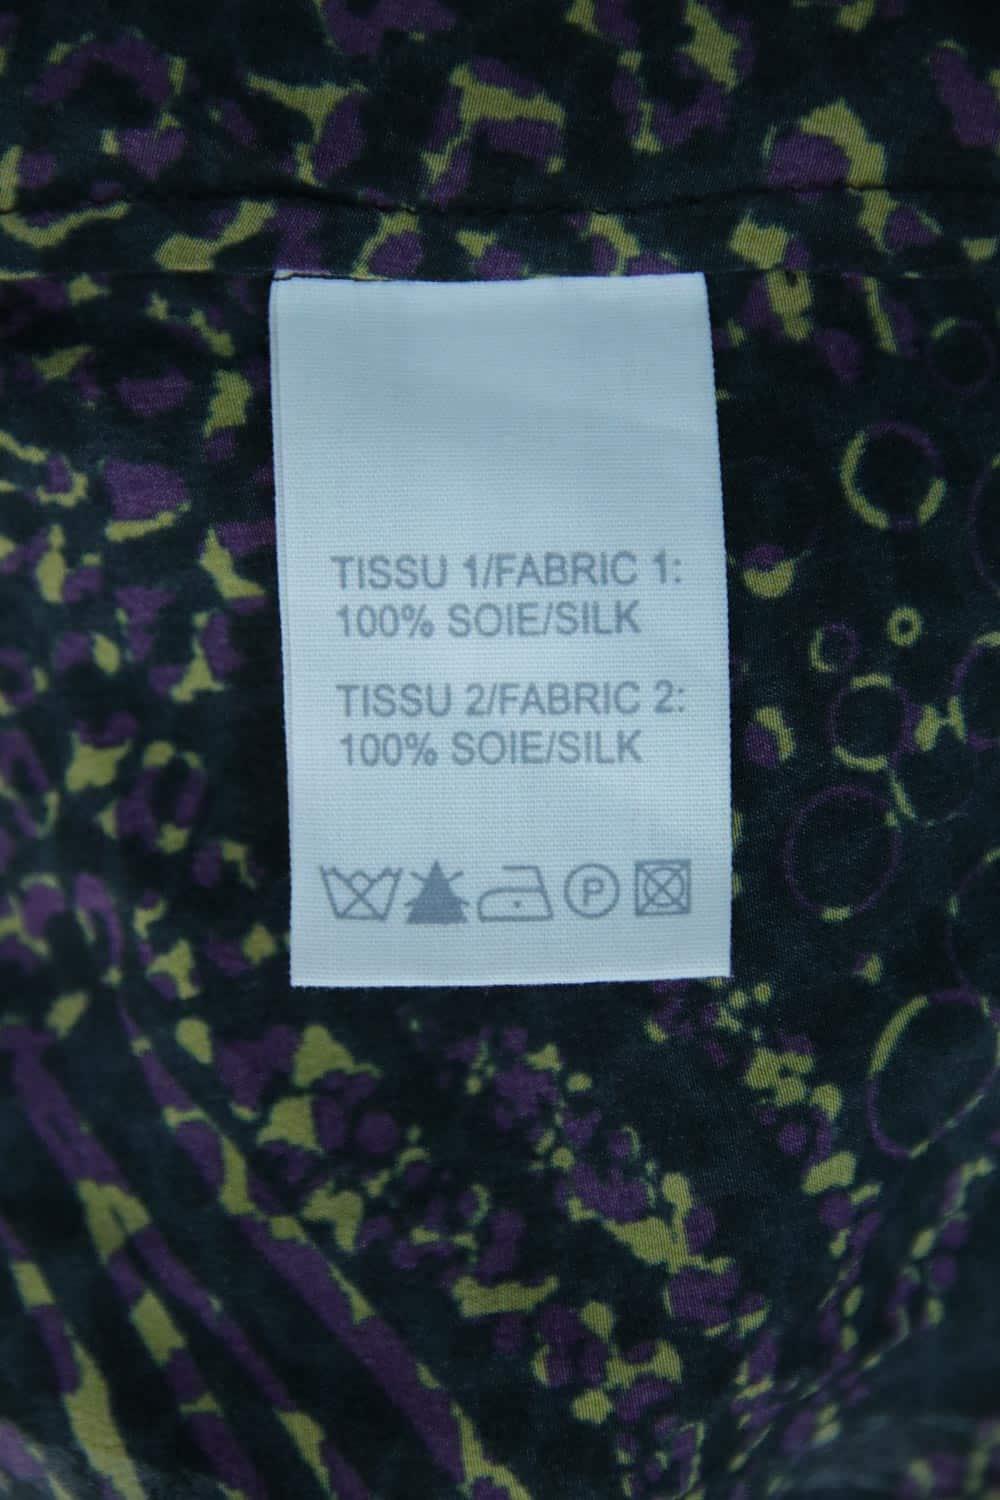 TISSU 1/FABRIC 1:
100% SOIE/SILK
TISSU 2/FABRIC 2:
100% SOIE/SILK
P